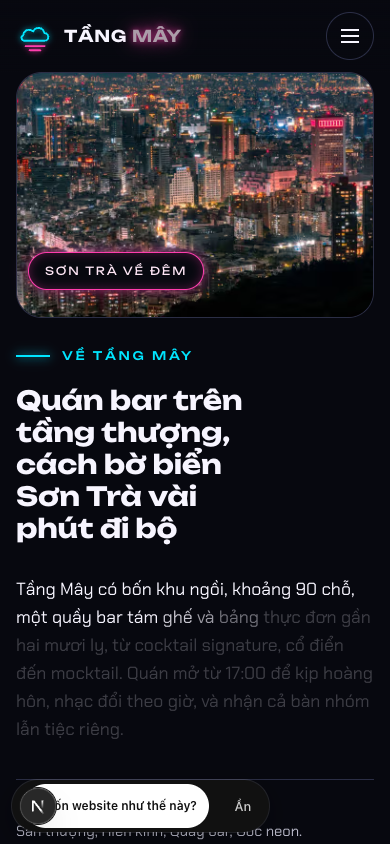 TẦNG MÂY
SƠN TRÀ VỀ ĐÊM
VỀ TẦNG MÂY
Quán bar trên
tầng thượng,
cách bờ biển
Sơn Trà vài
phút đi bộ
Tầng Mây có bốn khu ngồi, khoảng 90 chỗ,
một quầy bar tám ghế và bảng thực đơn gần
hai mươi ly, từ cocktail signature, cổ điển
đến mocktail. Quán mở từ 17:00 để kịp hoàng
hôn, nhạc đổi theo giờ, và nhận cả bàn nhóm
lẫn tiệc riêng.
website như thế này?
Ẩn
N